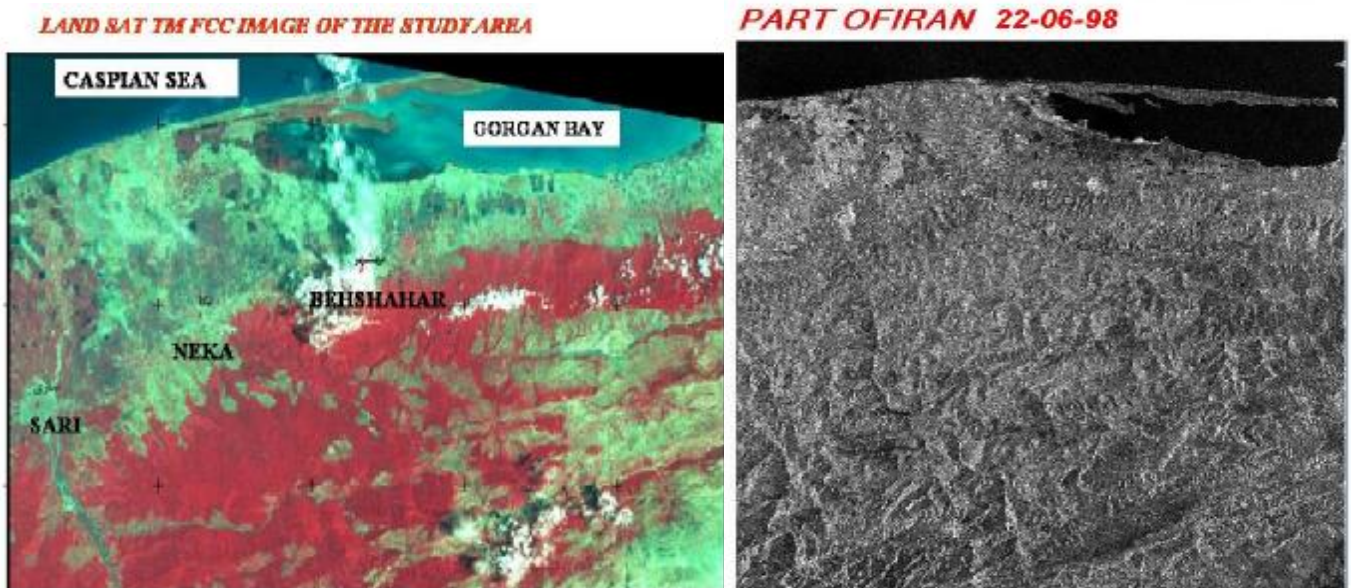 LAND SAT TM FCC IMAGE OF THE STUDY AREA
PART OFIRAN 22-06-98
CASPIAN SEA
GORGAN BAY
BEHSHAHAR
NEKA
SARI